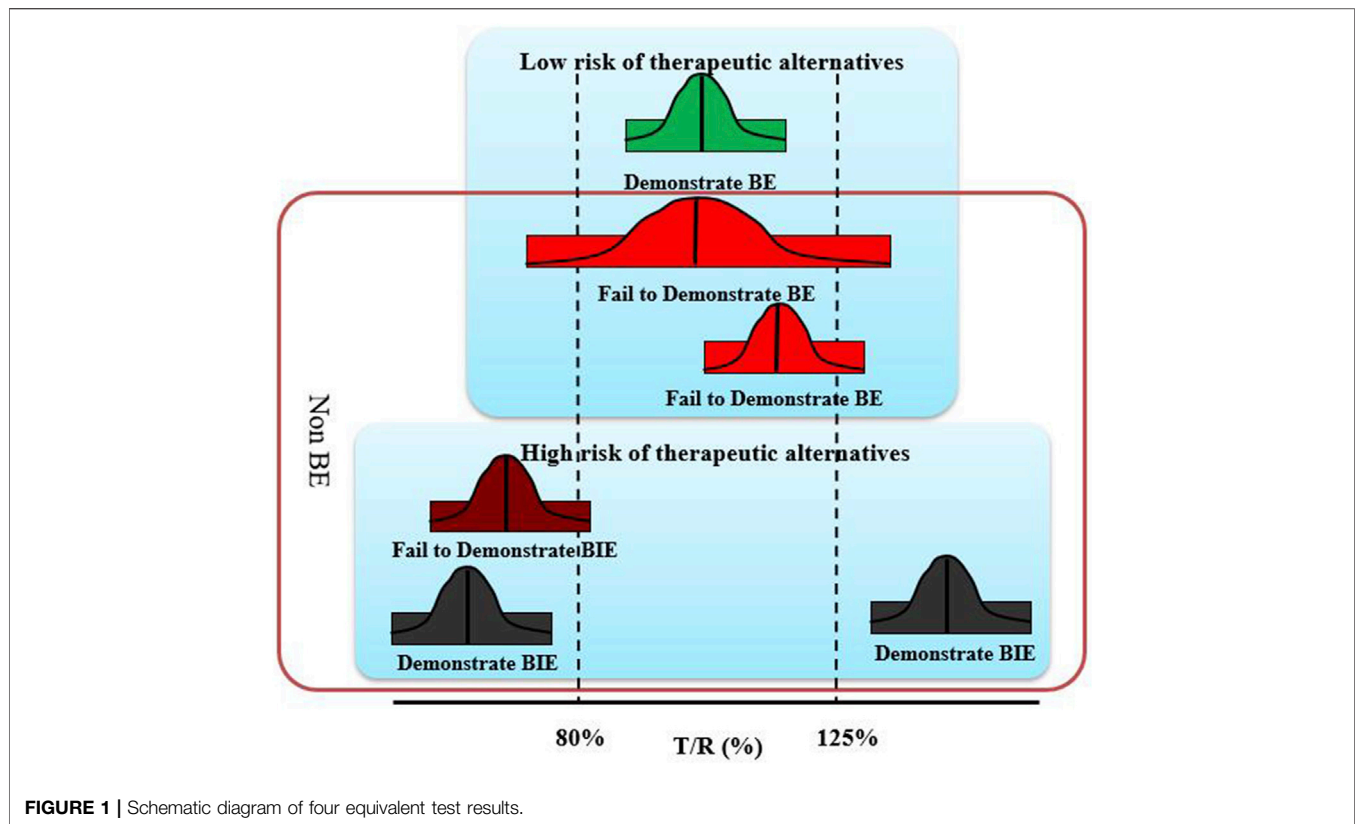 Low risk of therapeutic alternatives
Demonstrate BE
Fail to Demonstrate BE
Fail to Demonstrate BE
Non BE
High risk of therapeutic alternatives
Fail to Demonstrate BIE
Demonstrate BIE
Demonstrate BIE
80%
T/R (%)
125%
FIGURE 1 | Schematic diagram of four equivalent test results.